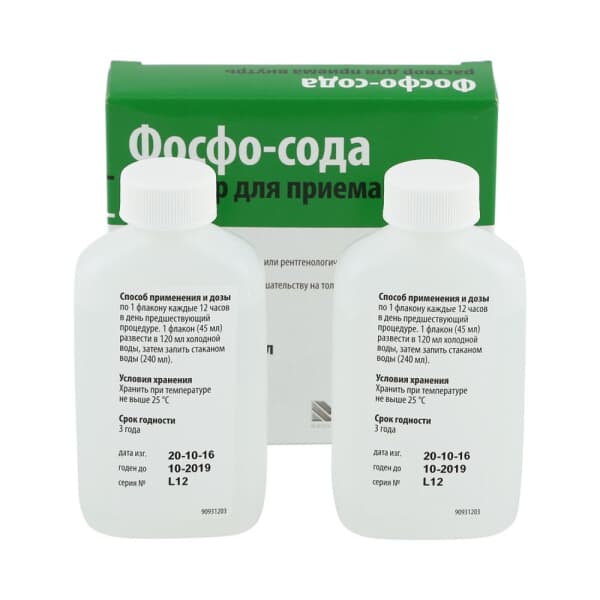 раствор для приема внутрь
Фосфо-сода
Фосфо-сода
для приема
или рентгенологич
шательству на тол
л
Способ применения и дозы
по 1 флакону каждые 12 часов
в день предшествующий
процедуре. 1 флакон (45 мл)
развести в 120 мл холодной
воды, затем запить стаканом
воды (240 мл).
Условия хранения
Хранить при температуре
не выше 25 °С
Срок годности
3 года
дата изг. 20-10-16
годен до 10-2019
серия № L12
90931203
Способ применения и дозы
по 1 флакону каждые 12 часов
в день предшествующий
процедуре. 1 флакон (45 мл)
развести в 120 мл холодной
воды, затем запить стаканом
воды (240 мл).
Условия хранения
Хранить при температуре
не выше 25 °С
Срок годности
3 года
дата изг. 20-10-16
годен до 10-2019
серия № L12
90931203